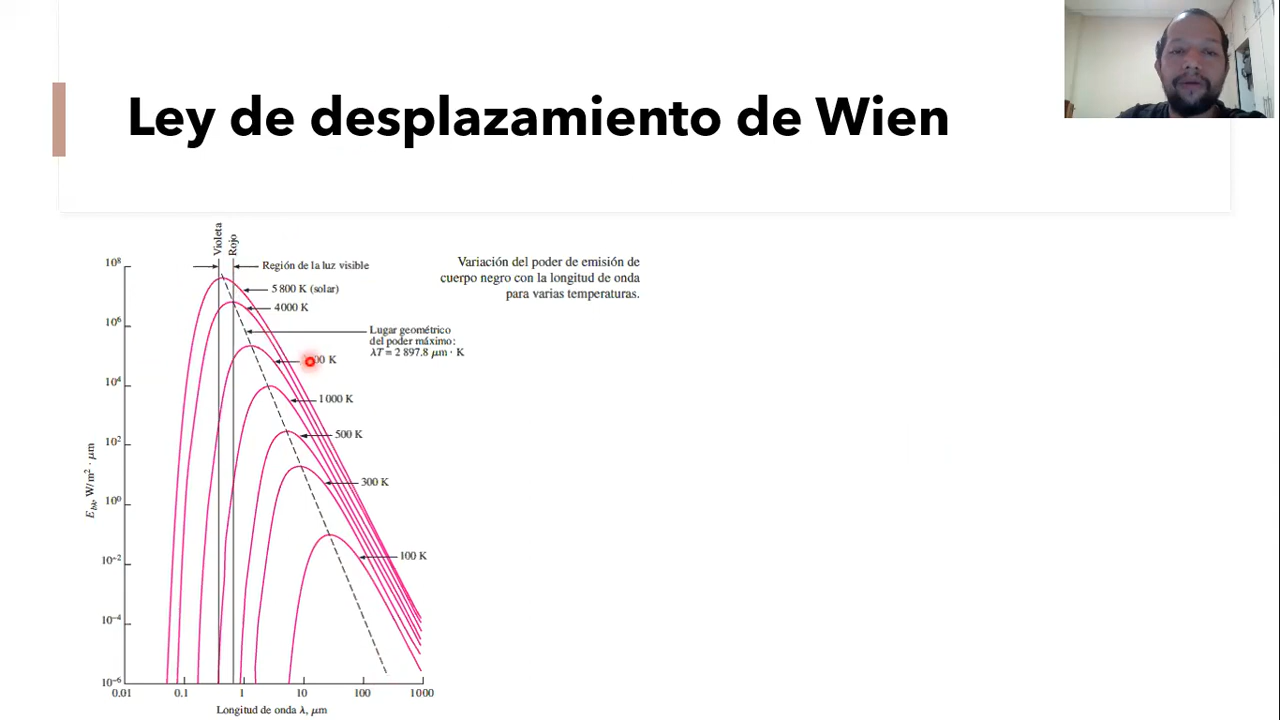 Ley de desplazamiento de Wien
Violeta
Rojo
Región de la luz visible
Variación del poder de emisión de
cuerpo negro con la longitud de onda
para varias temperaturas.
5 800 K (solar)
4000 K
Lugar geométrico
del poder máximo:
λT = 2 897.8 μm · K
00 K
1 000 K
500 K
300 K
100 K
10⁸
10⁶
10⁴
10²
10⁰
10⁻²
10⁻⁴
10⁻⁶
E_bλ, W/m² · μm
0.01 0.1 1 10 100 1000
Longitud de onda λ, μm